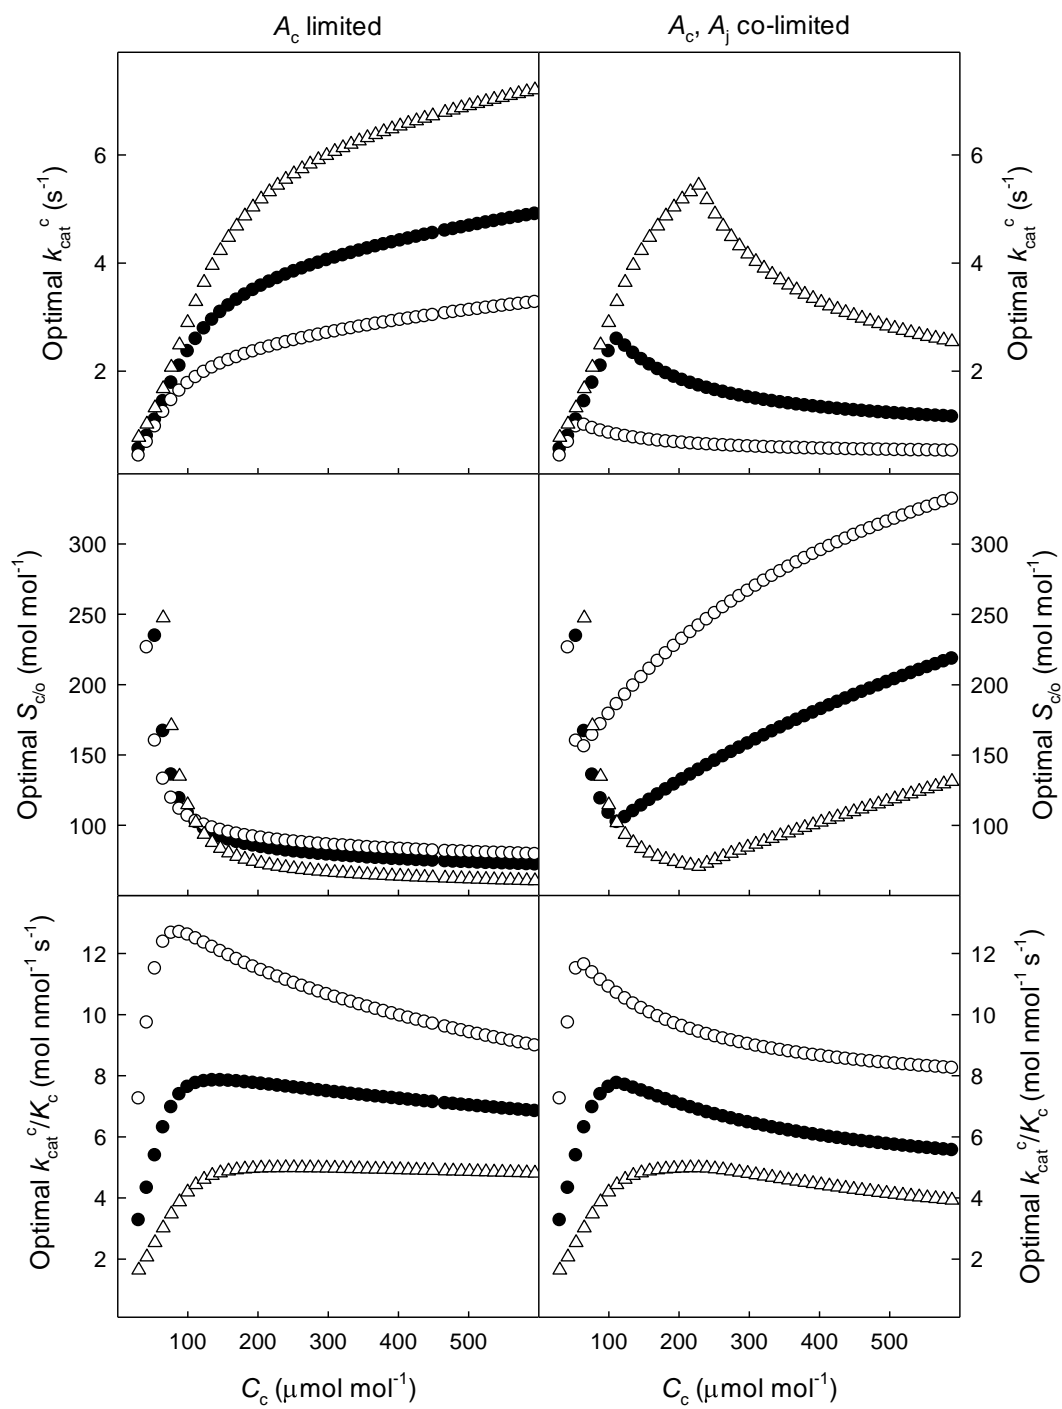 A_c limited
A_c, A_j co-limited
Optimal k_cat^c (s^-1)
6
4
2
6
4
2
Optimal k_cat^c (s^-1)
Optimal S_c/o (mol mol^-1)
300
250
200
150
100
300
250
200
150
100
Optimal S_c/o (mol mol^-1)
Optimal k_cat^c/K_c (mol nmol^-1 s^-1)
12
10
8
6
4
2
12
10
8
6
4
2
Optimal k_cat^c/K_c (mol nmol^-1 s^-1)
100 200 300 400 500
100 200 300 400 500
C_c (μmol mol^-1)
C_c (μmol mol^-1)